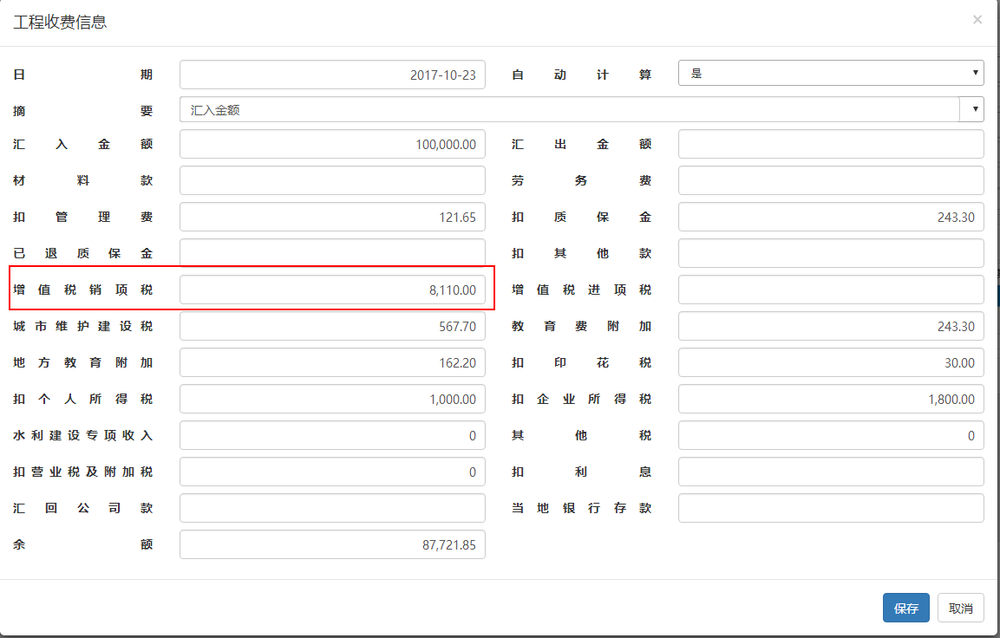 工程收费信息 ×
日期 2017-10-23 自动计算 是
摘要 汇入金额
汇入金额 100,000.00 汇出金额
材料款 劳务费
扣管理费 121.65 扣质保金 243.30
已退质保金 扣其他款
增值税销项税 8,110.00 增值税进项税
城市维护建设税 567.70 教育费附加 243.30
地方教育附加 162.20 扣印花税 30.00
扣个人所得税 1,000.00 扣企业所得税 1,800.00
水利建设专项收入 0 其他税 0
扣营业税及附加税 0 扣利息
汇回公司款 当地银行存款
余额 87,721.85
保存 取消